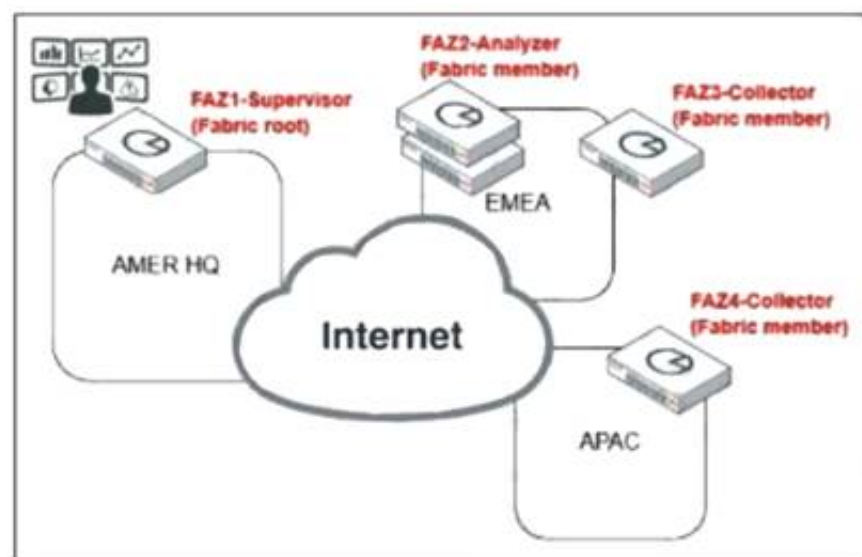 FAZ1-Supervisor
(Fabric root)
AMER HQ
FAZ2-Analyzer
(Fabric member)
EMEA
FAZ3-Collector
(Fabric member)
Internet
FAZ4-Collector
(Fabric member)
APAC